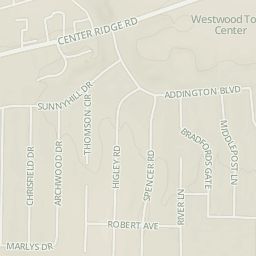 Westwood To
Center
CENTER RIDGE RD
ADDINGTON BLVD
SUNNYHILL DR
THOMSON CIR
BRADFORDS
GATE
MIDDLEPOST LN
CHRISFIELD DR
ARCHWOOD DR
HIGLEY RD
SPENCER RD
RIVER LN
ROBERT AVE
MARLYS DR